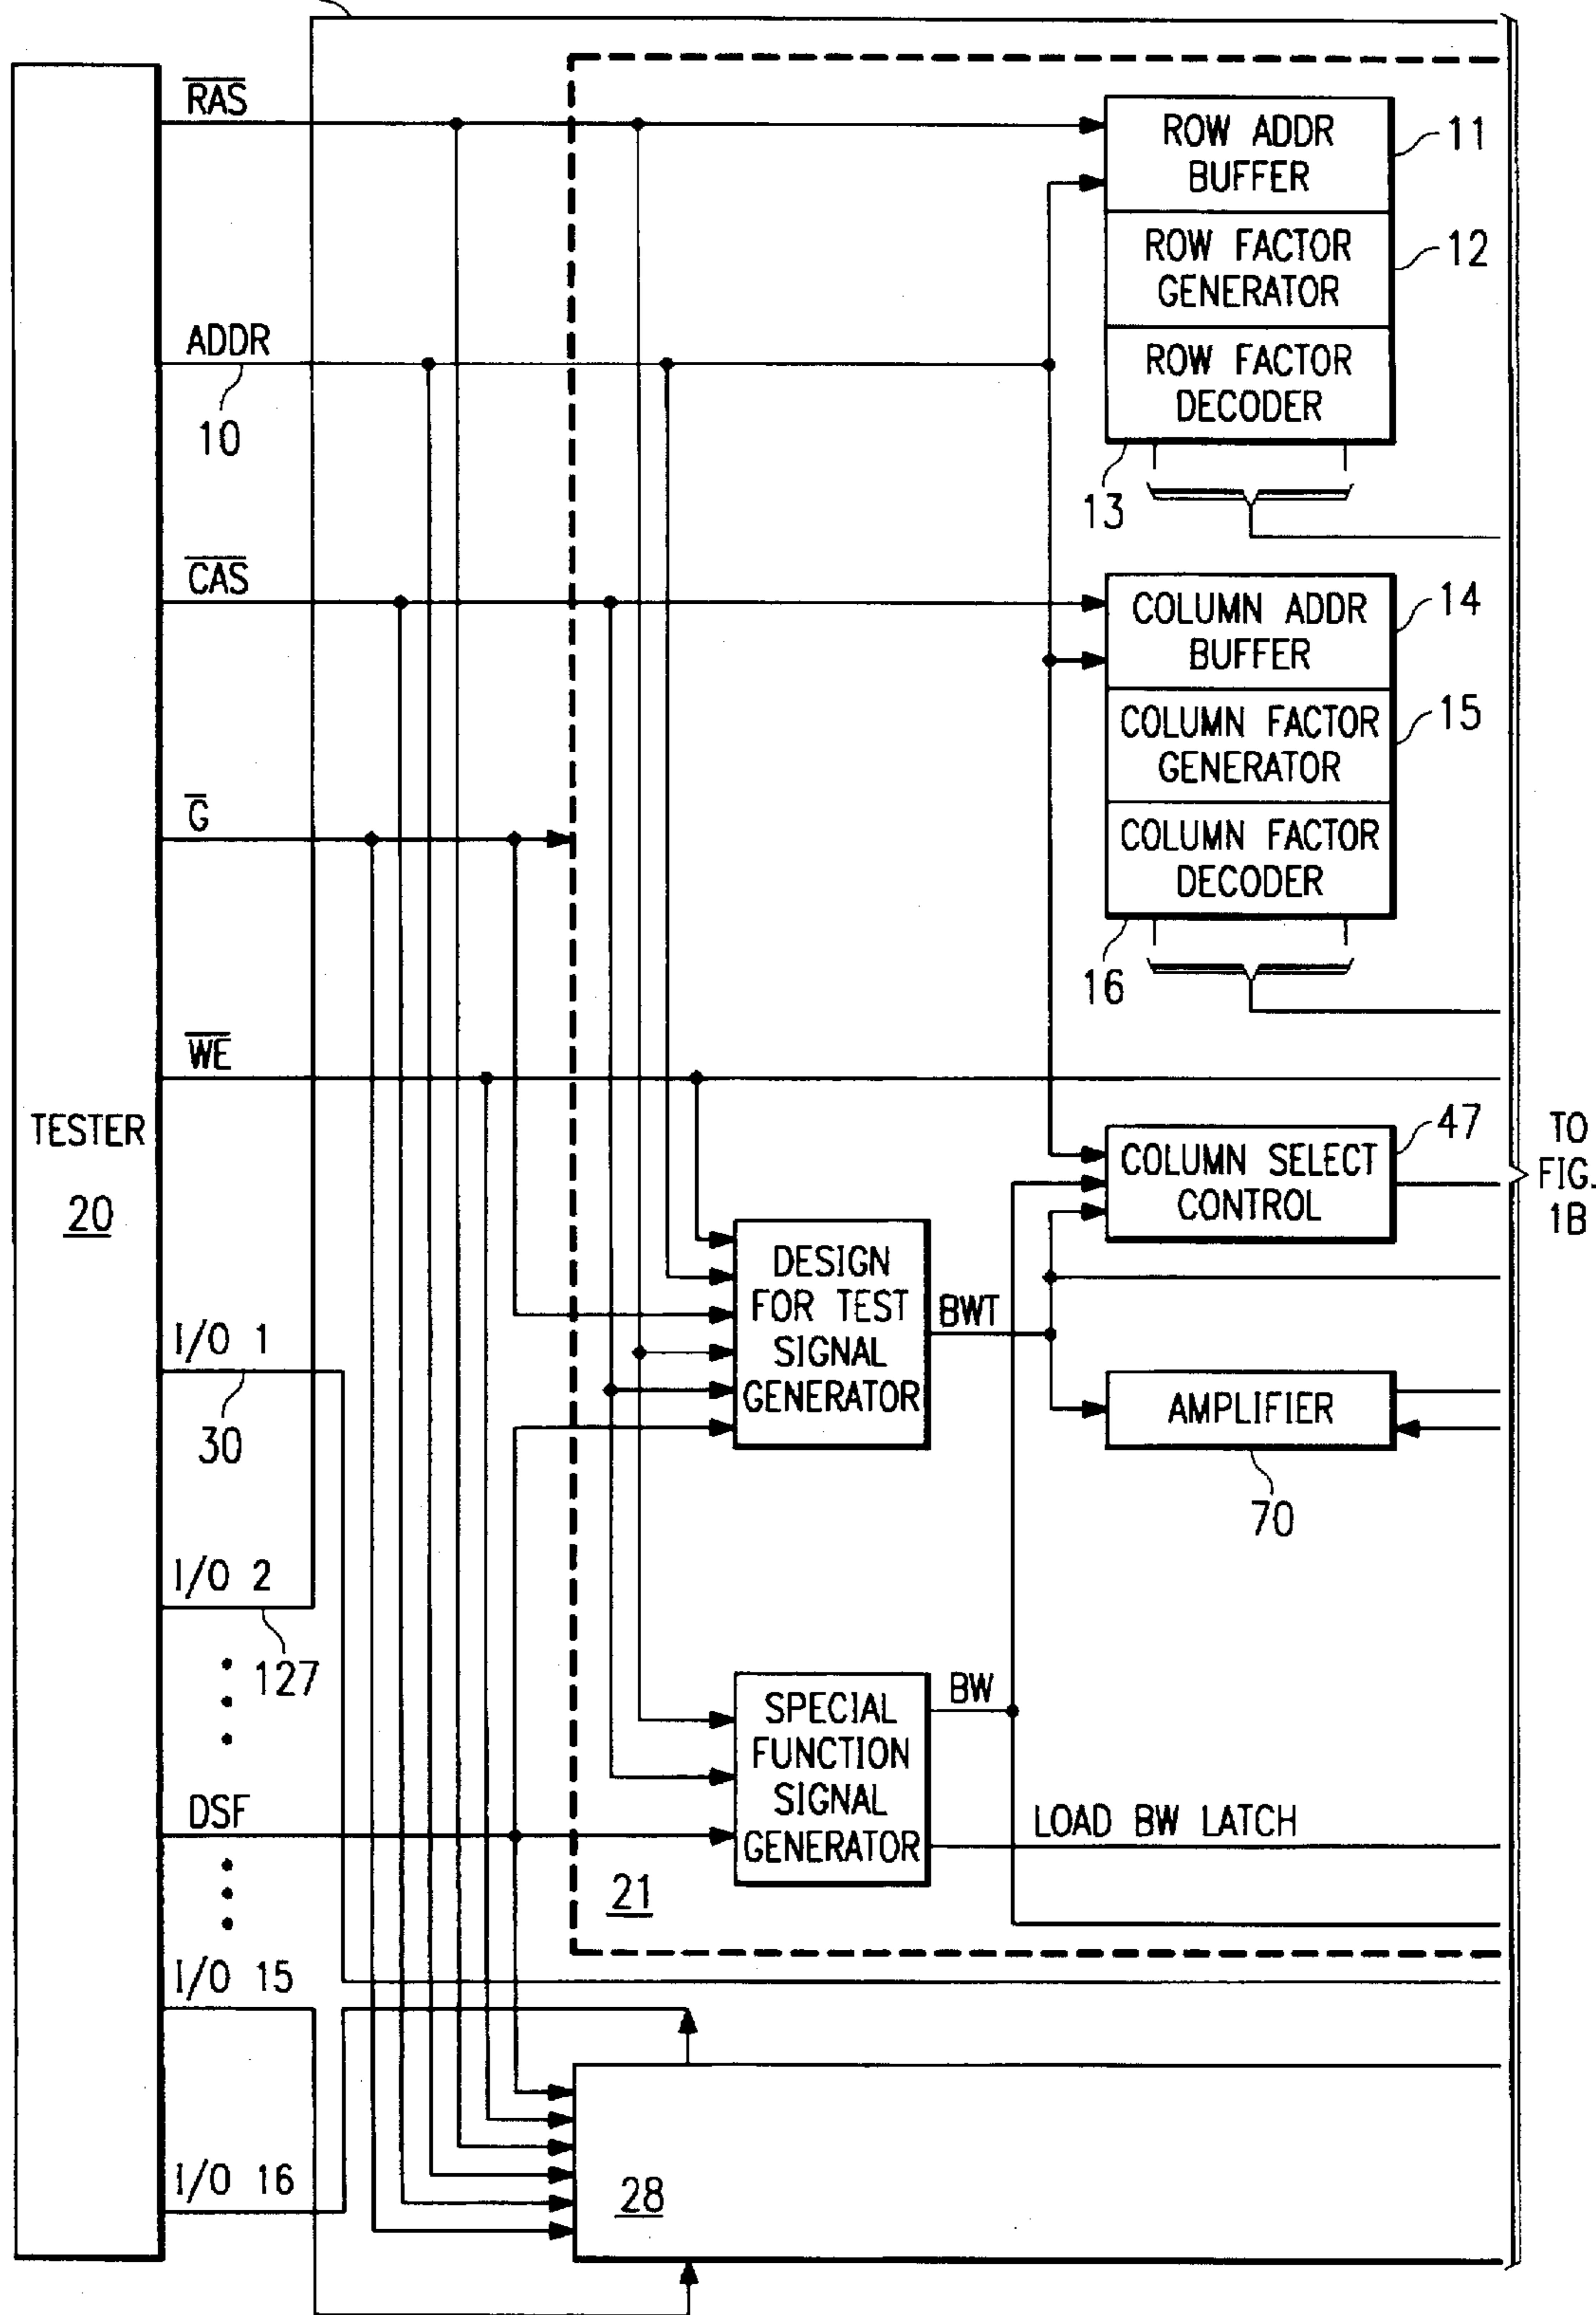 RAS
ROW ADDR
BUFFER
11
ROW FACTOR
GENERATOR
12
ADDR
10
ROW FACTOR
DECODER
13
CAS
COLUMN ADDR
BUFFER
14
COLUMN FACTOR
GENERATOR
15
G
COLUMN FACTOR
DECODER
16
WE
TESTER
20
COLUMN SELECT
CONTROL
47
TO
FIG.
1B
DESIGN
FOR TEST
SIGNAL
GENERATOR
BWT
I/O 1
30
AMPLIFIER
70
I/O 2
127
SPECIAL
FUNCTION
SIGNAL
GENERATOR
BW
DSF
LOAD BW LATCH
21
I/O 15
I/O 16
28